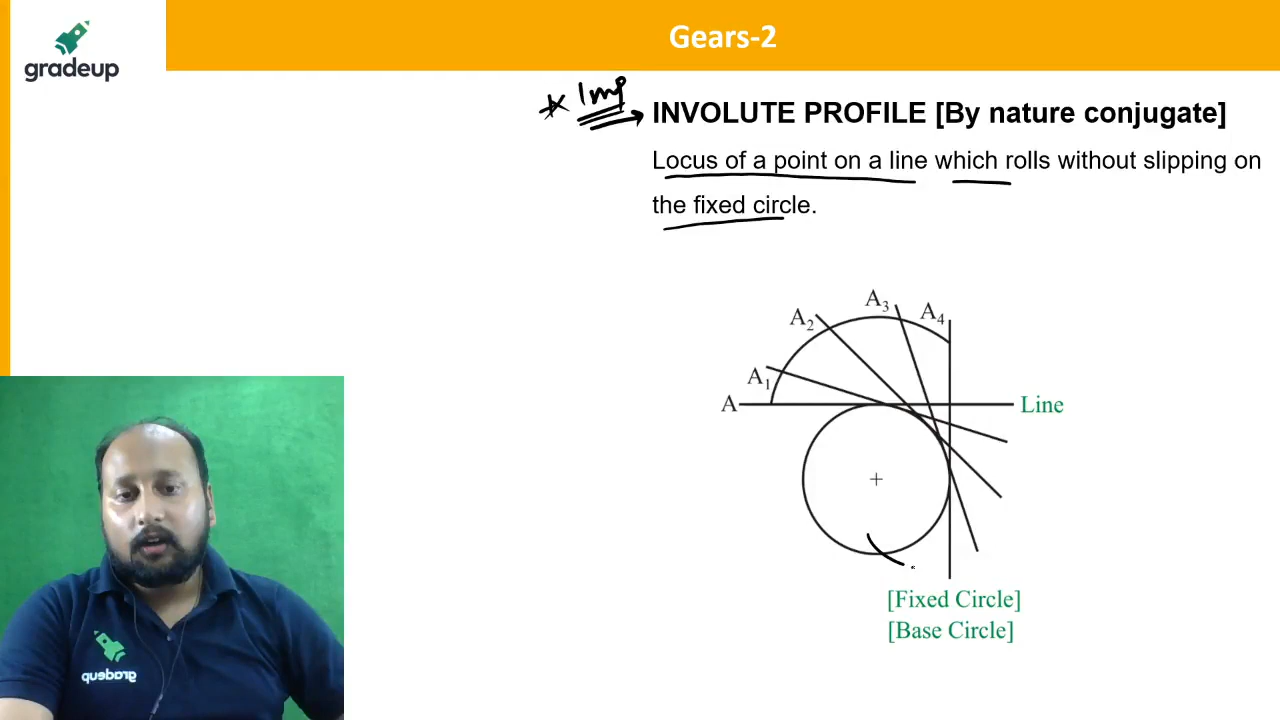 Gears-2
gradeup
* Imp
INVOLUTE PROFILE [By nature conjugate]
Locus of a point on a line which rolls without slipping on
the fixed circle.
A₃
A₄
A₂
A₁
A
Line
[Fixed Circle]
[Base Circle]
gradeup